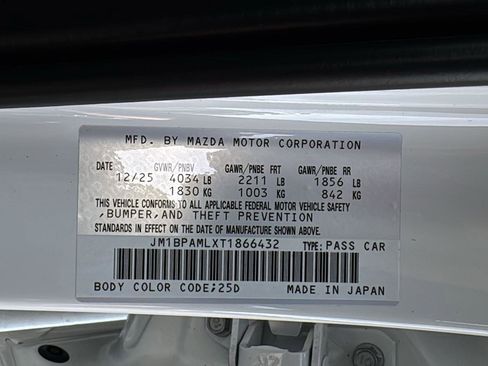 MFD. BY MAZDA MOTOR CORPORATION
DATE GVWR/PNBV GAWR/PNBE FRT GAWR/PNBE RR
12/25 4034 LB 2211 LB 1856 LB
1830 KG 1003 KG 842 KG
THIS VEHICLE CONFORMS TO ALL APPLICABLE FEDERAL MOTOR VEHICLE SAFETY
,BUMPER,AND THEFT PREVENTION
STANDARDS IN EFFECT ON THE DATE OF MANUFACTURE SHOWN ABOVE.
JM1BPAMLXT1866432 TYPE: PASS CAR
BODY COLOR CODE;25D MADE IN JAPAN